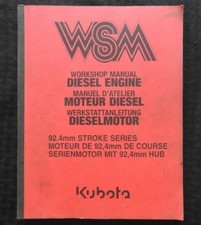 WSM
WORKSHOP MANUAL
DIESEL ENGINE
MANUEL D'ATELIER
MOTEUR DIESEL
WERKSTATTANLEITUNG
DIESELMOTOR
92.4mm STROKE SERIES
MOTEUR DE 92,4mm DE COURSE
SERIENMOTOR MIT 92,4mm HUB
Kubota